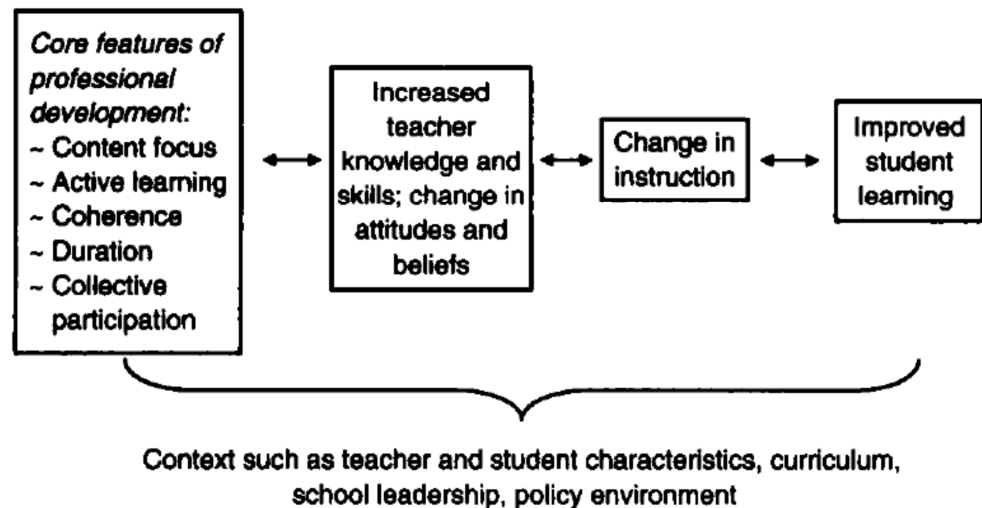 Core features of
professional
development:
~ Content focus
~ Active learning
~ Coherence
~ Duration
~ Collective
participation
Increased
teacher
knowledge and
skills; change in
attitudes and
beliefs
Change in
instruction
Improved
student
learning
Context such as teacher and student characteristics, curriculum,
school leadership, policy environment